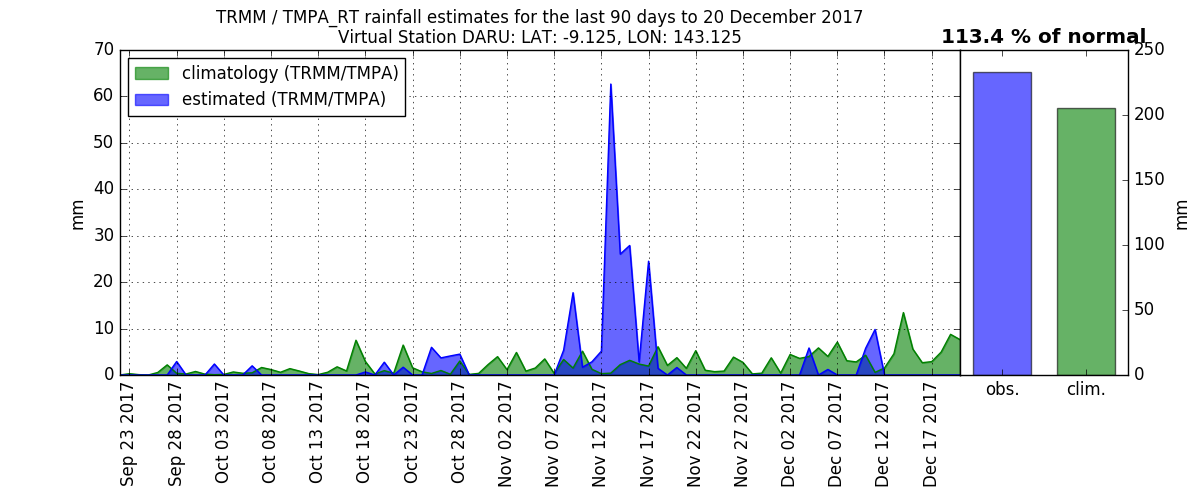 TRMM / TMPA_RT rainfall estimates for the last 90 days to 20 December 2017
Virtual Station DARU: LAT: -9.125, LON: 143.125
113.4 % of normal
climatology (TRMM/TMPA)
estimated (TRMM/TMPA)
70
60
50
40
30
20
10
0
mm
Sep 23 2017
Sep 28 2017
Oct 03 2017
Oct 08 2017
Oct 13 2017
Oct 18 2017
Oct 23 2017
Oct 28 2017
Nov 02 2017
Nov 07 2017
Nov 12 2017
Nov 17 2017
Nov 22 2017
Nov 27 2017
Dec 02 2017
Dec 07 2017
Dec 12 2017
Dec 17 2017
obs.
clim.
250
200
150
100
50
0
mm